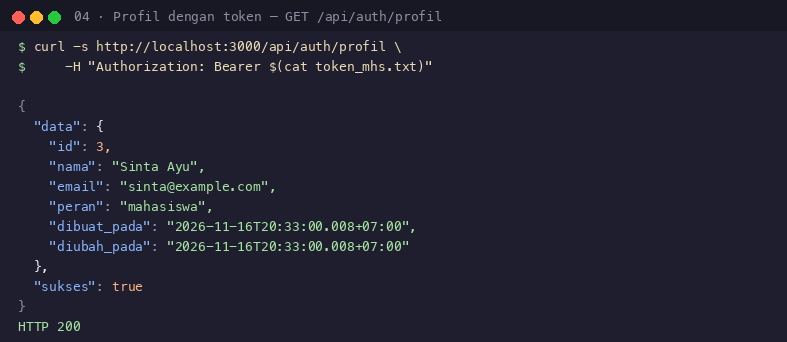 04 · Profil dengan token — GET /api/auth/profil
$ curl -s http://localhost:3000/api/auth/profil \
$     -H "Authorization: Bearer $(cat token_mhs.txt)"
{
  "data": {
    "id": 3,
    "nama": "Sinta Ayu",
    "email": "sinta@example.com",
    "peran": "mahasiswa",
    "dibuat_pada": "2026-11-16T20:33:00.008+07:00",
    "diubah_pada": "2026-11-16T20:33:00.008+07:00"
  },
  "sukses": true
}
HTTP 200